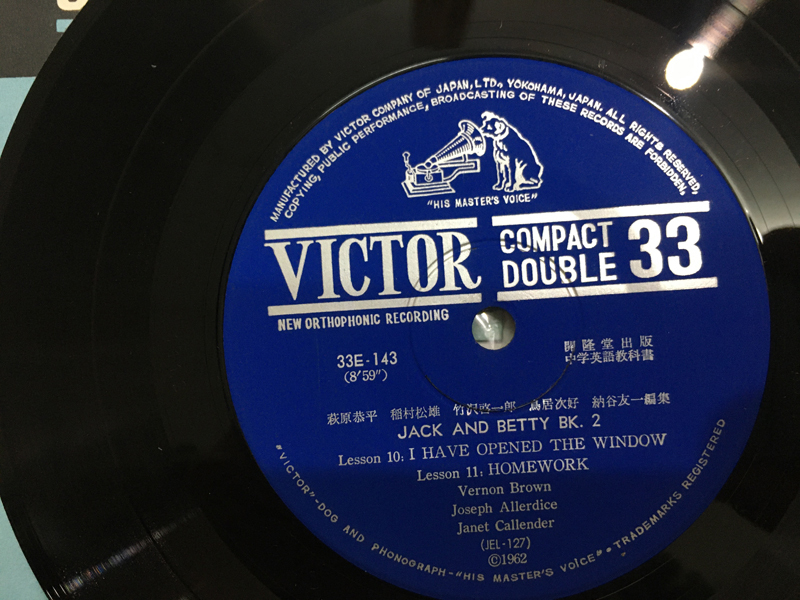 MANUFACTURED BY VICTOR COMPANY OF JAPAN, LTD., YOKOHAMA, JAPAN. ALL RIGHTS RESERVED,
COPYING, PUBLIC PERFORMANCE, BROADCASTING OF THESE RECORDS ARE FORBIDDEN.
"HIS MASTER'S VOICE"
VICTOR
COMPACT
DOUBLE 33
NEW ORTHOPHONIC RECORDING
33E-143
(8'59")
開隆堂出版
中学英語教科書
萩原恭平 稲村松雄 竹沢啓一郎 鳥居次好 納谷友一編集
JACK AND BETTY BK. 2
Lesson 10: I HAVE OPENED THE WINDOW
Lesson 11: HOMEWORK
Vernon Brown
Joseph Allerdice
Janet Callender
(JEL-127)
©1962
"VICTOR"-DOG AND PHONOGRAPH-"HIS MASTER'S VOICE"•TRADEMARKS REGISTERED